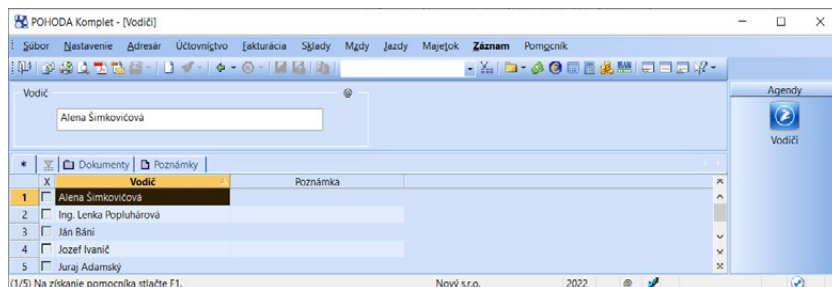 POHODA Komplet - [Vodiči]
Súbor Nastavenie Adresár Účtovníctvo Fakturácia Sklady Mzdy Jazdy Majetok Záznam Pomocník
Agendy
Vodič @
Alena Šimkovičová
Vodiči
* Dokumenty Poznámky
X Vodič Poznámka
1 Alena Šimkovičová
2 Ing. Lenka Popluhárová
3 Ján Báni
4 Jozef Ivanič
5 Juraj Adamský
(1/5) Na získanie pomocníka stlačte F1. Nový s.r.o. 2022 @